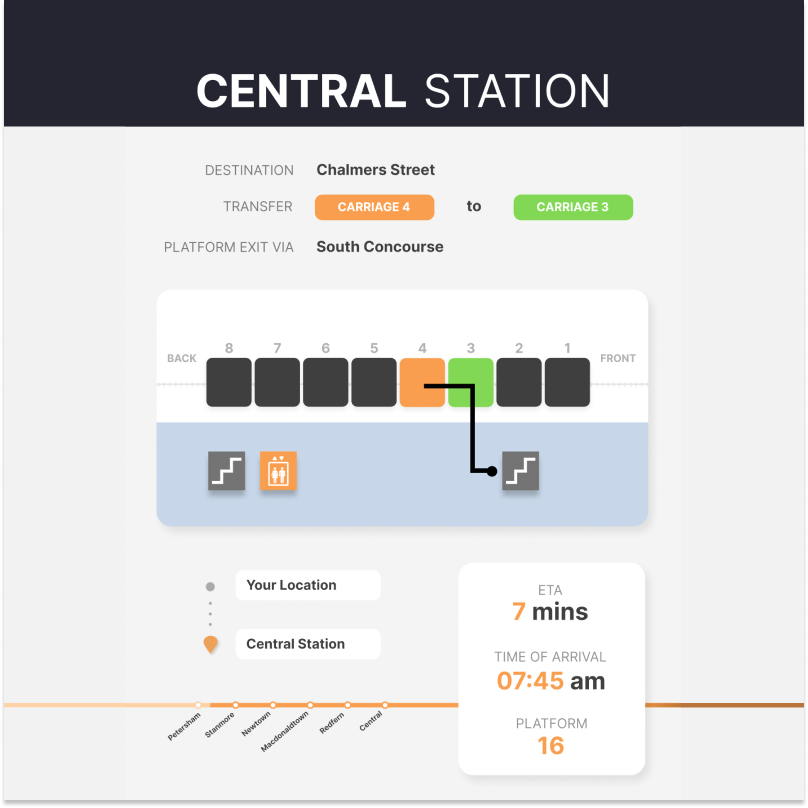 CENTRAL STATION
DESTINATION Chalmers Street
TRANSFER CARRIAGE 4 to CARRIAGE 3
PLATFORM EXIT VIA South Concourse
8 7 6 5 4 3 2 1
BACK FRONT
Your Location
Central Station
ETA
7 mins
TIME OF ARRIVAL
07:45 am
PLATFORM
16
Petersham
Stanmore
Newtown
Macdonaldtown
Redfern
Central